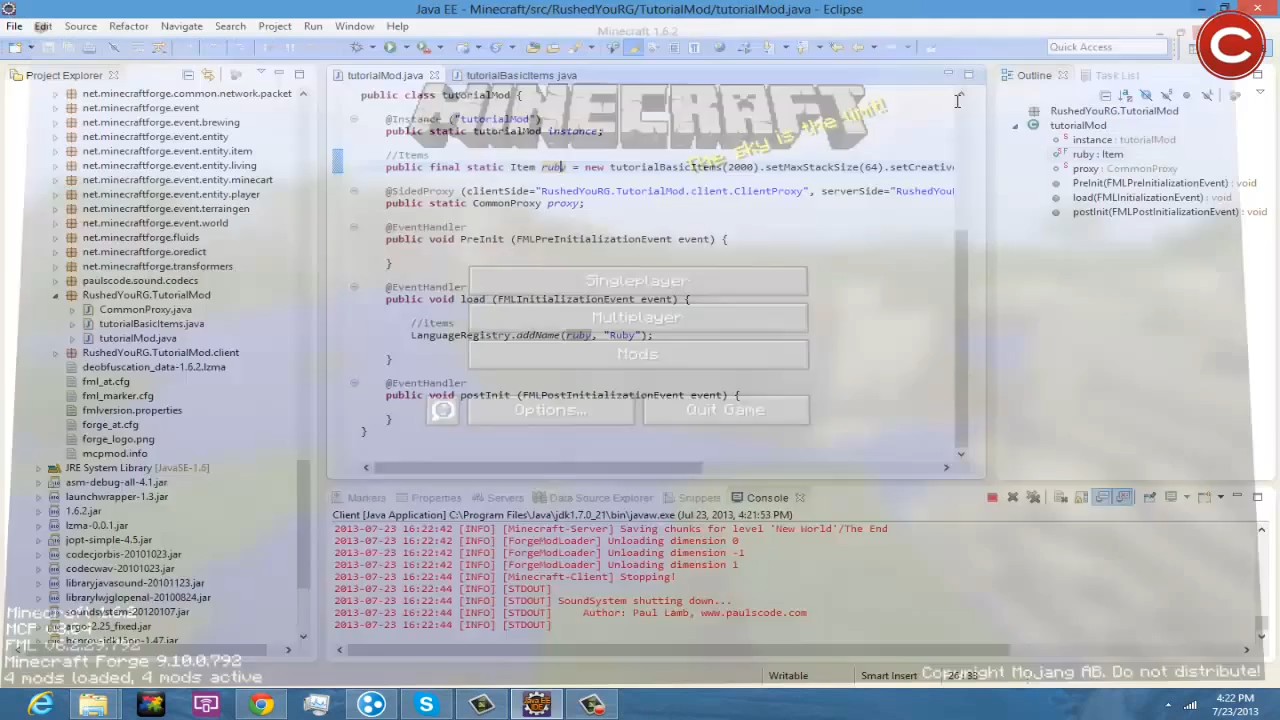 Java EE - Minecraft/src/RushedYouRG/TutorialMod/tutorialMod.java - Eclipse
File Edit Source Refactor Navigate Search Project Run Window Help
Minecraft 1.6.2
Quick Access
C
Project Explorer
net.minecraftforge.common.network.packet
net.minecraftforge.event
net.minecraftforge.event.brewing
net.minecraftforge.event.entity
net.minecraftforge.event.entity.item
net.minecraftforge.event.entity.living
net.minecraftforge.event.entity.minecart
net.minecraftforge.event.entity.player
net.minecraftforge.event.terraingen
net.minecraftforge.event.world
net.minecraftforge.fluids
net.minecraftforge.oredict
net.minecraftforge.transformers
paulscode.sound.codecs
RushedYouRG.TutorialMod
CommonProxy.java
tutorialBasicItems.java
tutorialMod.java
RushedYouRG.TutorialMod.client
deobfuscation_data-1.6.2.lzma
fml_at.cfg
fml_marker.cfg
fmlversion.properties
forge_at.cfg
forge_logo.png
mcpmod.info
JRE System Library [JavaSE-1.6]
asm-debug-all-4.1.jar
launchwrapper-1.3.jar
1.6.2.jar
lzma-0.0.1.jar
jopt-simple-4.5.jar
codecjorbis-20101023.jar
codecwav-20101023.jar
libraryjavasound-20101123.jar
librarylwjglopenal-20100824.jar
soundsystem-20120107.jar
argo-2.25_fixed.jar
tutorialMod.java tutorialBasicItems.java
MINECRAFT
The sky is the limit!
public class tutorialMod {
@Instance ("tutorialMod")
public static tutorialMod instance;
//Items
public final static Item ruby = new tutorialBasicItems(2000).setMaxStackSize(64).setCreative
@SidedProxy (clientSide="RushedYouRG.TutorialMod.client.ClientProxy", serverSide="RushedYouRG
public static CommonProxy proxy;
@EventHandler
public void PreInit (FMLPreInitializationEvent event) {
}
@EventHandler
public void load (FMLInitializationEvent event) {
//items
LanguageRegistry.addName(ruby, "Ruby");
}
@EventHandler
public void postInit (FMLPostInitializationEvent event) {
}
}
Singleplayer
Multiplayer
Mods
Options...
Quit Game
Outline Task List
RushedYouRG.TutorialMod
tutorialMod
instance : tutorialMod
ruby : Item
proxy : CommonProxy
PreInit(FMLPreInitializationEvent) : void
load(FMLInitializationEvent) : void
postInit(FMLPostInitializationEvent) : void
Markers Properties Servers Data Source Explorer Snippets Console
Client [Java Application] C:\Program Files\Java\jdk1.7.0_21\bin\javaw.exe (Jul 23, 2013, 4:21:53 PM)
2013-07-23 16:22:42 [INFO] [Minecraft-Server] Saving chunks for level 'New World'/The End
2013-07-23 16:22:42 [INFO] [ForgeModLoader] Unloading dimension 0
2013-07-23 16:22:42 [INFO] [ForgeModLoader] Unloading dimension -1
2013-07-23 16:22:42 [INFO] [ForgeModLoader] Unloading dimension 1
2013-07-23 16:22:44 [INFO] [Minecraft-Client] Stopping!
2013-07-23 16:22:44 [INFO] [STDOUT]
2013-07-23 16:22:44 [INFO] [STDOUT] SoundSystem shutting down...
2013-07-23 16:22:44 [INFO] [STDOUT] Author: Paul Lamb, www.paulscode.com
2013-07-23 16:22:44 [INFO] [STDOUT]
Minecraft 1.6.2
Minecraft Forge 9.10.0.792
4 mods loaded, 4 mods active
Writable
Smart Insert
Copyright Mojang AB. Do not distribute!
4:22 PM
7/23/2013